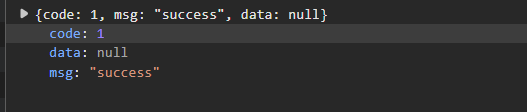 {code: 1, msg: "success", data: null}
code: 1
data: null
msg: "success"